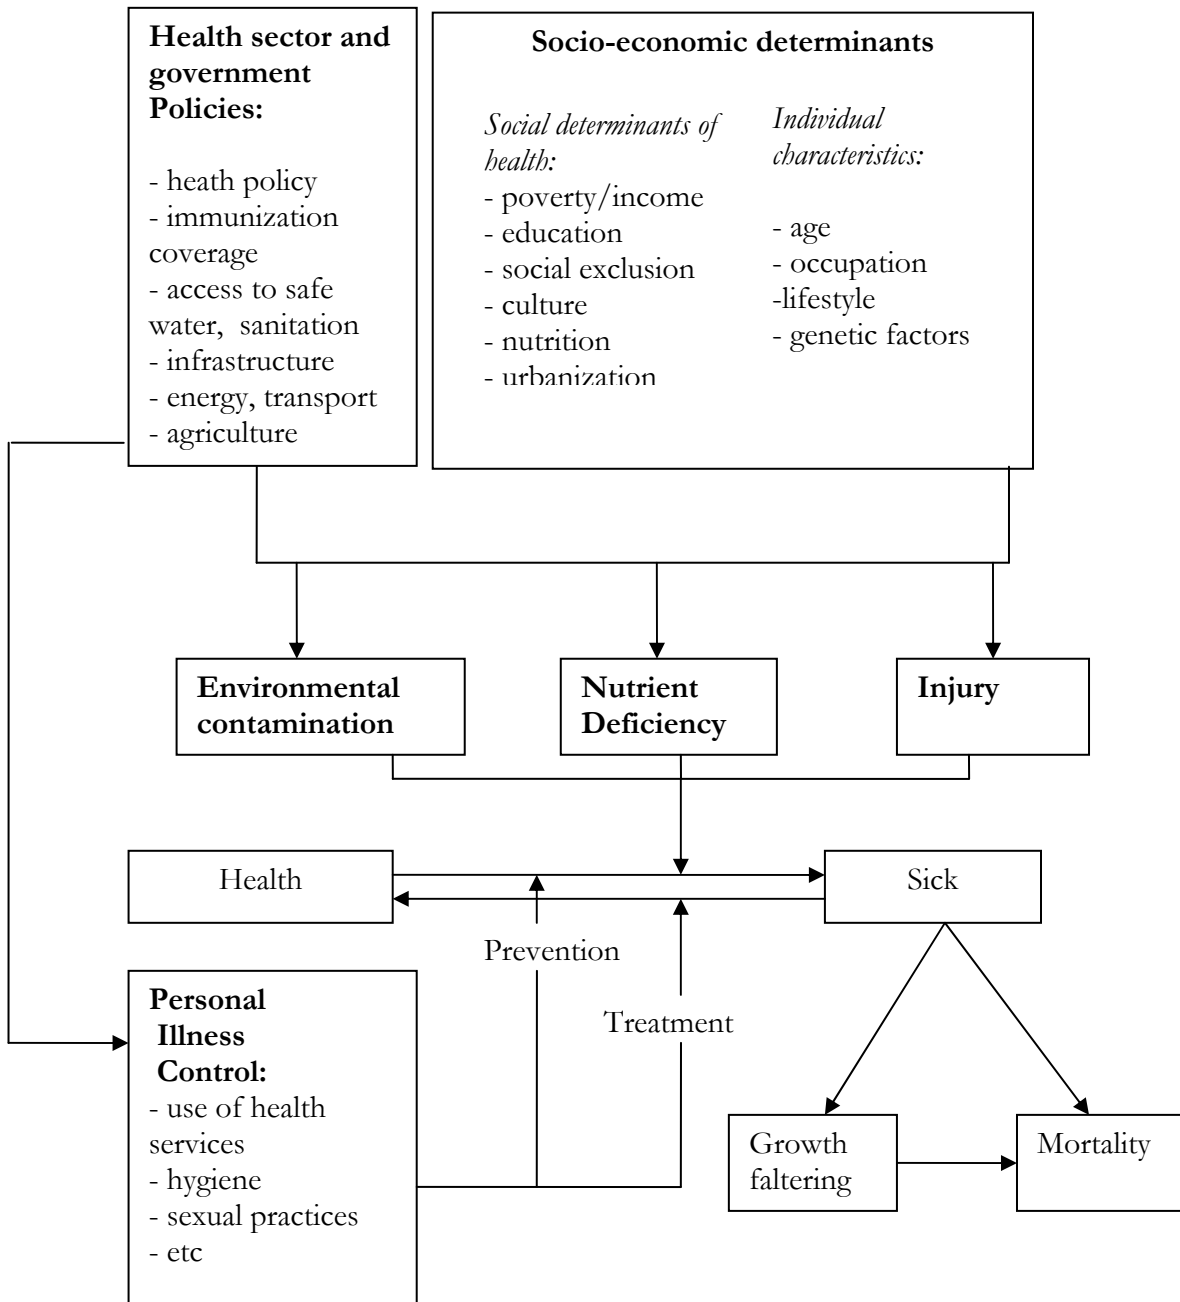 Health sector and
government
Policies:
- heath policy
- immunization
coverage
- access to safe
water, sanitation
- infrastructure
- energy, transport
- agriculture
Socio-economic determinants
Social determinants of
health:
- poverty/income
- education
- social exclusion
- culture
- nutrition
- urbanization
Individual
characteristics:
- age
- occupation
-lifestyle
- genetic factors
Environmental
contamination
Nutrient
Deficiency
Injury
Health
Sick
Prevention
Treatment
Personal
Illness
Control:
- use of health
services
- hygiene
- sexual practices
- etc
Growth
faltering
Mortality